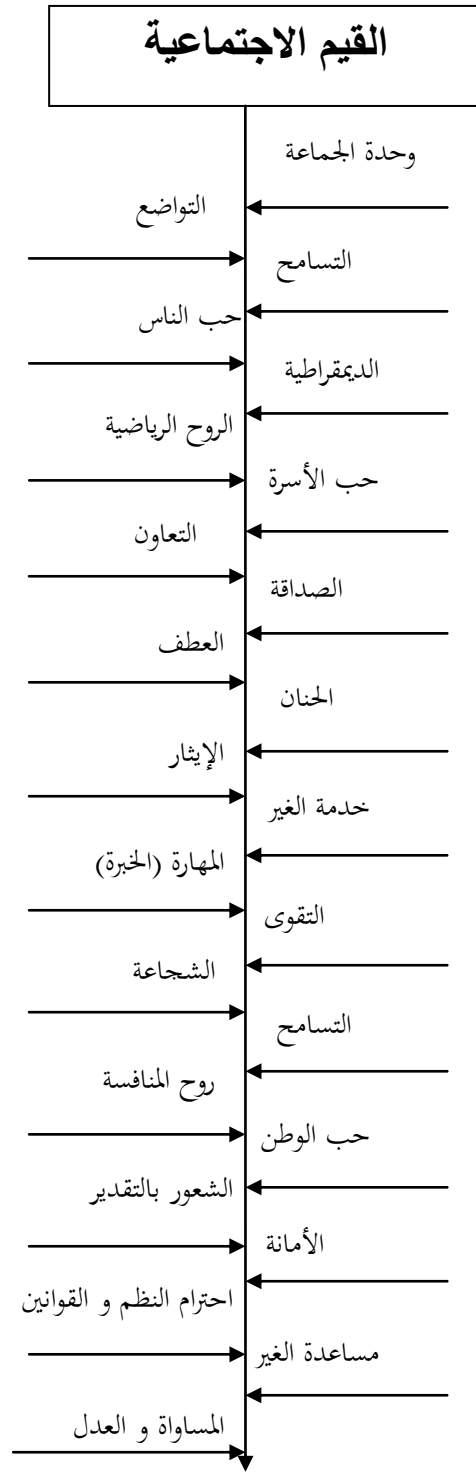 القيم الاجتماعية
وحدة الجماعة
التواضع
التسامح
حب الناس
الديمقراطية
الروح الرياضية
حب الأسرة
التعاون
الصداقة
العطف
الحنان
الإيثار
خدمة الغير
المهارة (الخبرة)
التقوى
الشجاعة
التسامح
روح المنافسة
حب الوطن
الشعور بالتقدير
الأمانة
احترام النظم و القوانين
مساعدة الغير
المساواة و العدل